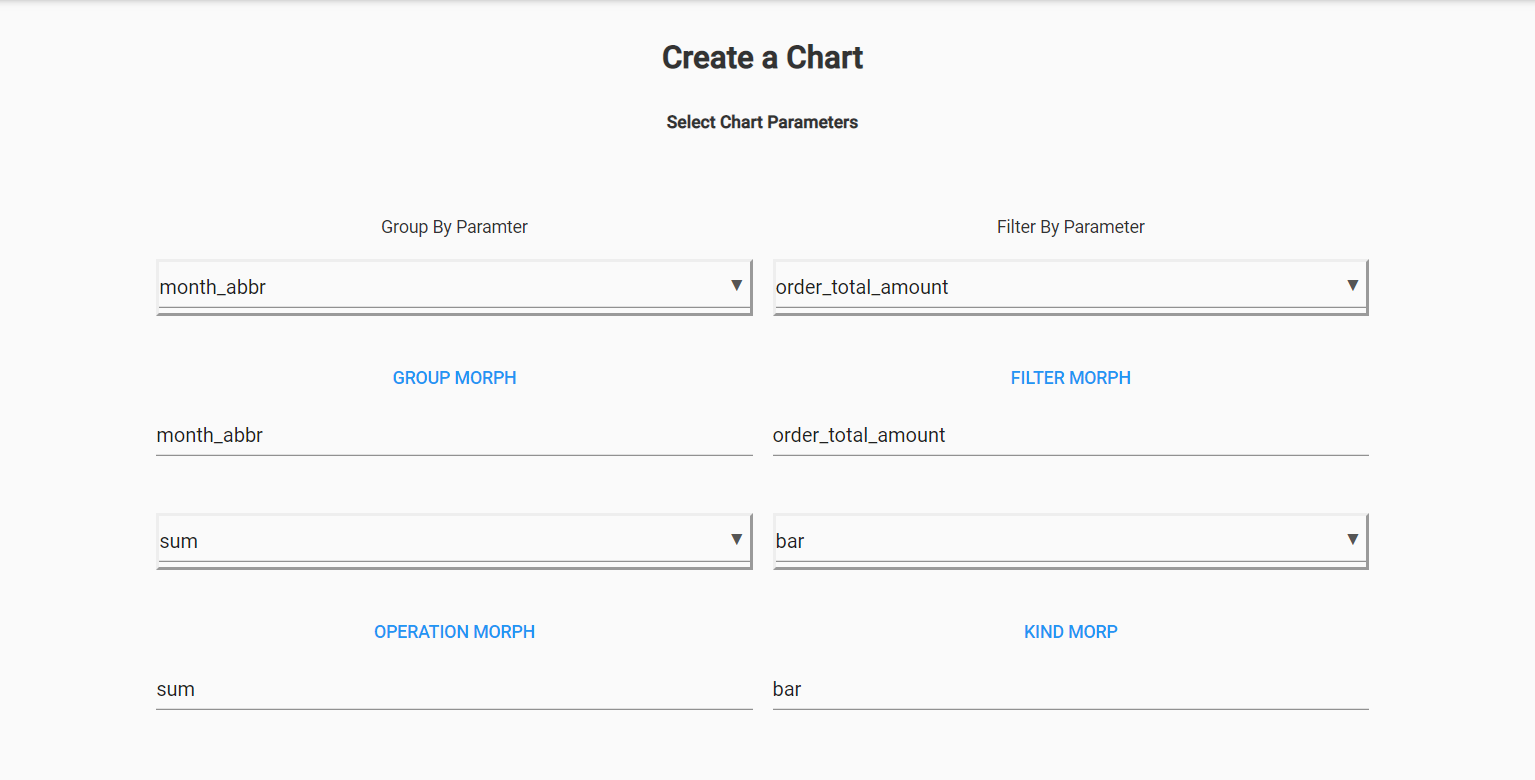 Create a Chart
Select Chart Parameters
Group By Paramter
Filter By Parameter
month_abbr ▼
order_total_amount ▼
GROUP MORPH
FILTER MORPH
month_abbr
order_total_amount
sum ▼
bar ▼
OPERATION MORPH
KIND MORP
sum
bar